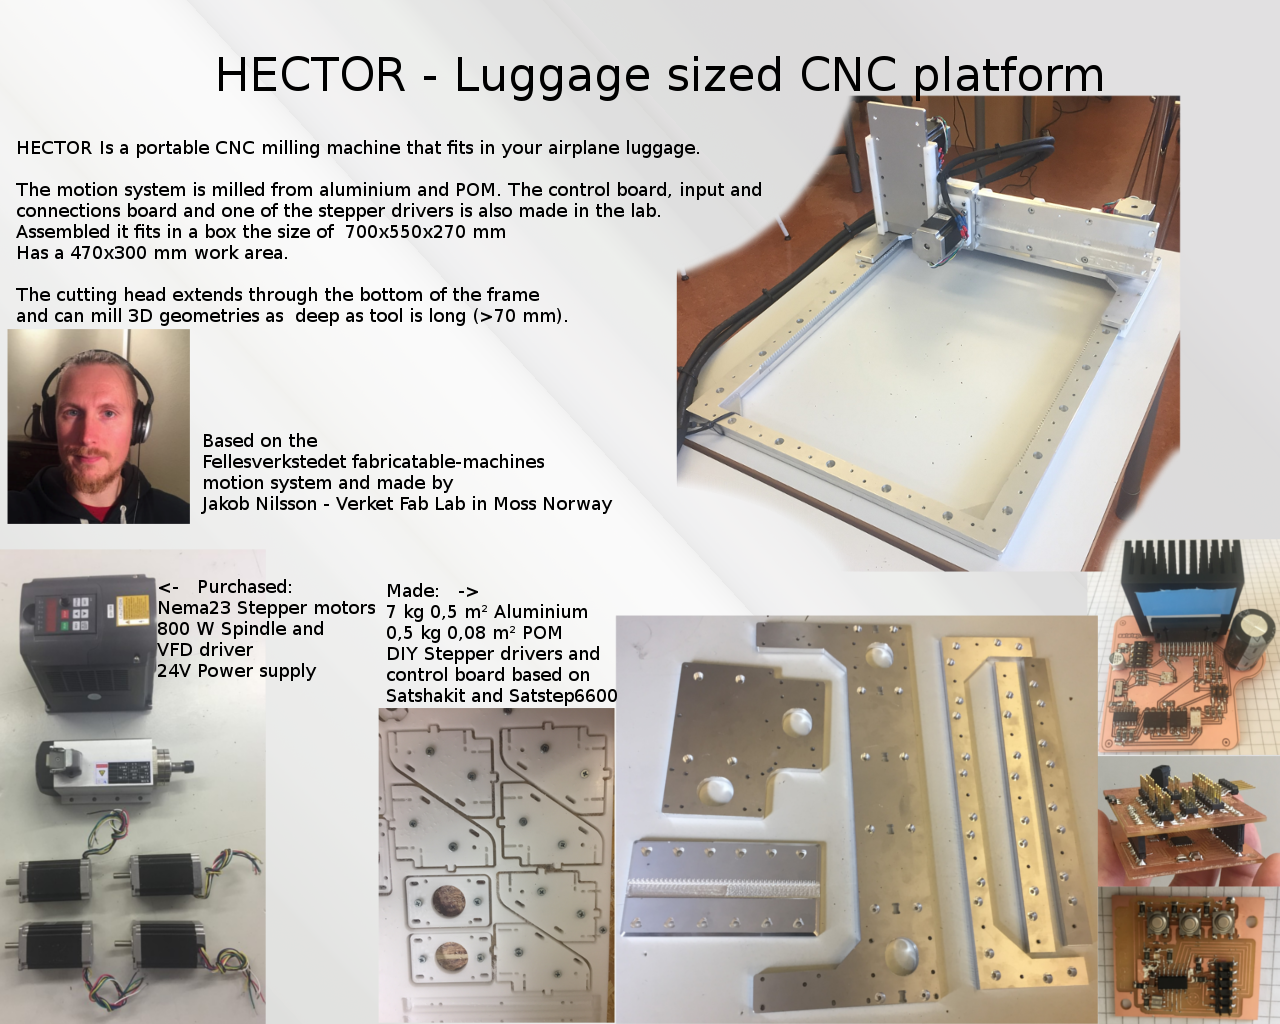 HECTOR - Luggage sized CNC platform
HECTOR Is a portable CNC milling machine that fits in your airplane luggage.
The motion system is milled from aluminium and POM. The control board, input and
connections board and one of the stepper drivers is also made in the lab.
Assembled it fits in a box the size of  700x550x270 mm
Has a 470x300 mm work area.
The cutting head extends through the bottom of the frame
and can mill 3D geometries as  deep as tool is long (>70 mm).
Based on the
Fellesverkstedet fabricatable-machines
motion system and made by
Jakob Nilsson - Verket Fab Lab in Moss Norway
<-   Purchased:
Nema23 Stepper motors
800 W Spindle and
VFD driver
24V Power supply
Made:   ->
7 kg 0,5 m² Aluminium
0,5 kg 0,08 m² POM
DIY Stepper drivers and
control board based on
Satshakit and Satstep6600